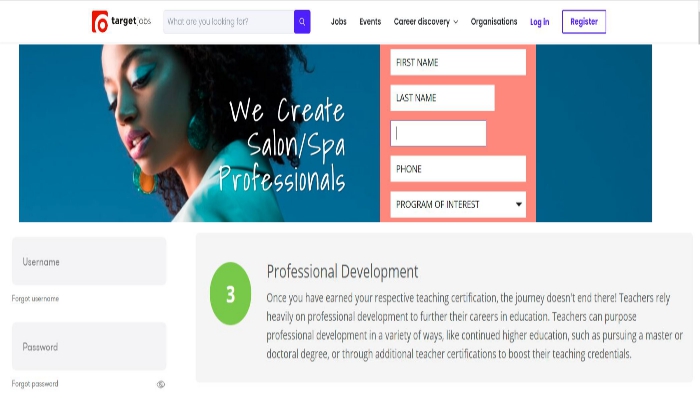 targetjobs
What are you looking for?
Jobs Events Career discovery Organisations Log in Register
We Create
Salon/Spa
Professionals
FIRST NAME
LAST NAME
PHONE
PROGRAM OF INTEREST
Username
Forgot username
Password
Forgot password
3
Professional Development
Once you have earned your respective teaching certification, the journey doesn't end there! Teachers rely
heavily on professional development to further their careers in education. Teachers can purpose
professional development in a variety of ways, like continued higher education, such as pursuing a master or
doctoral degree, or through additional teacher certifications to boost their teaching credentials.